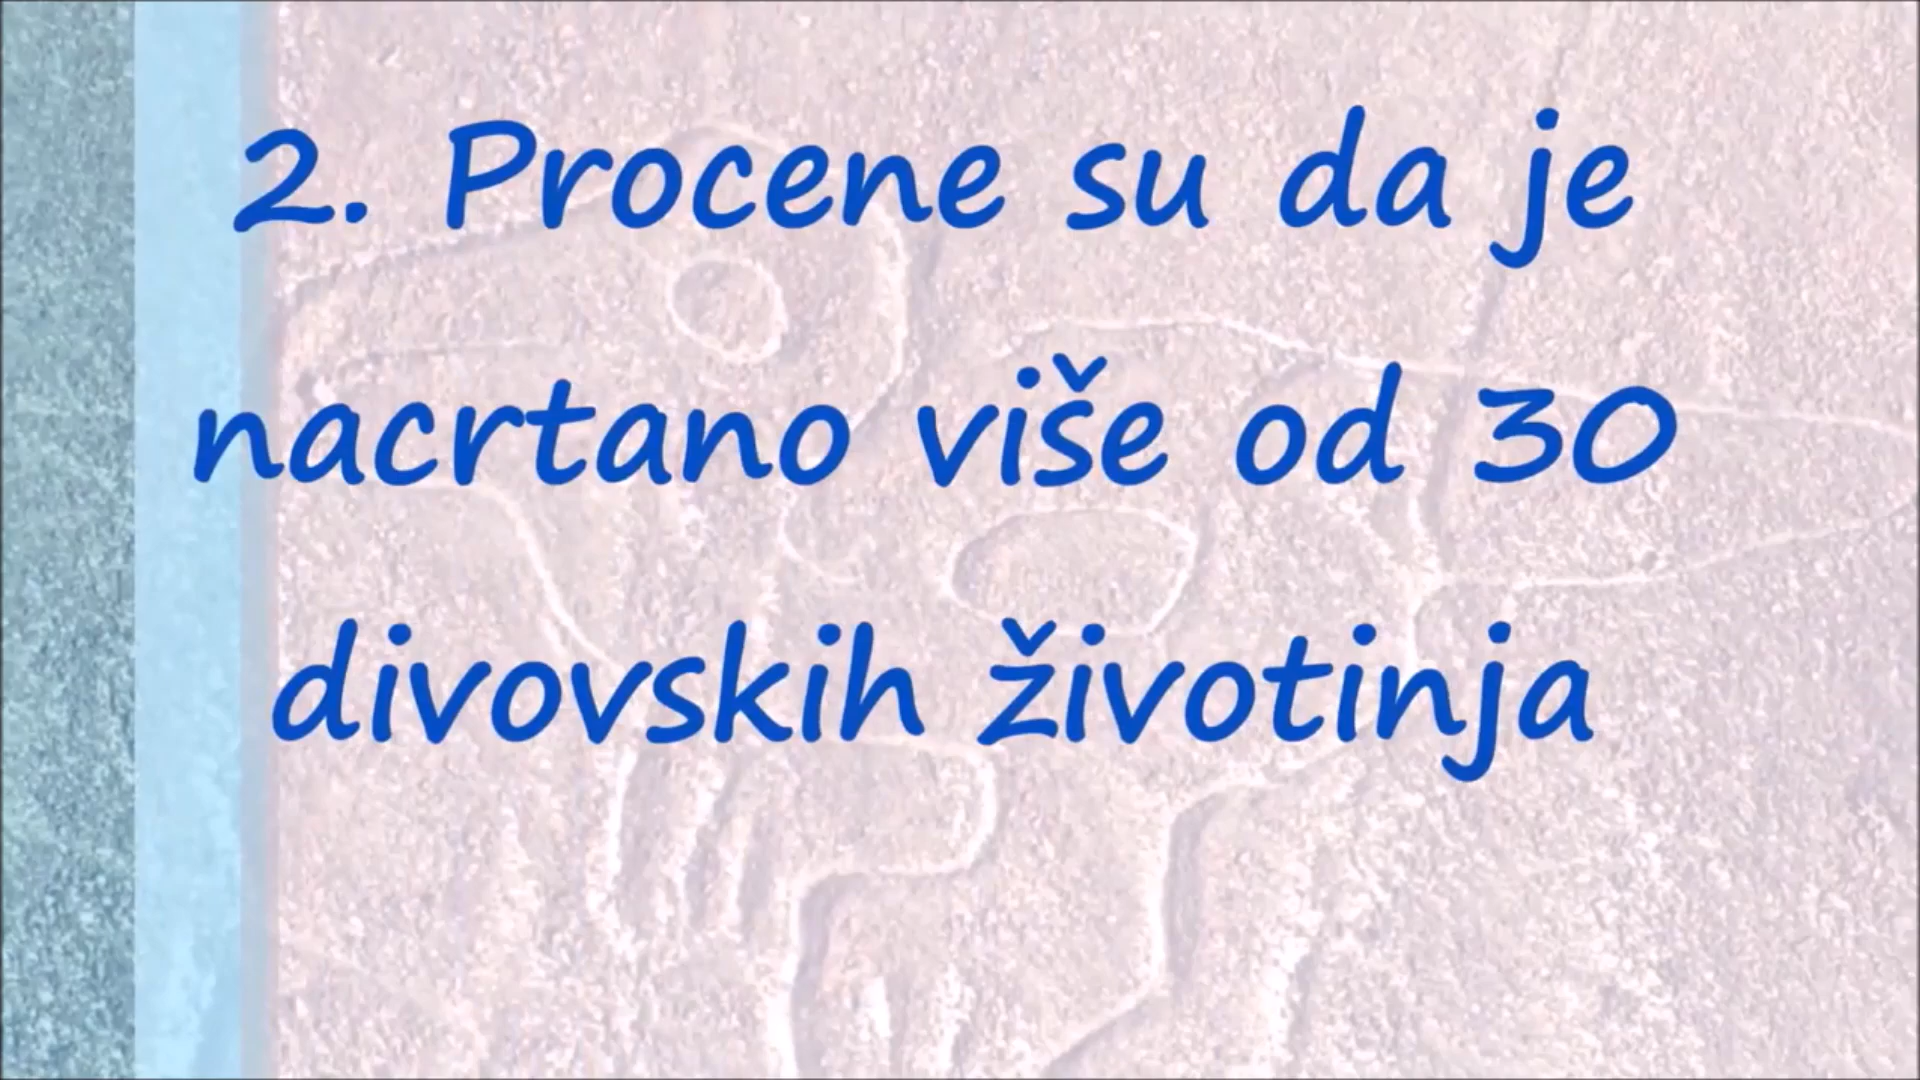 2. Procene su da je
nacrtano više od 30
divovskih životinja